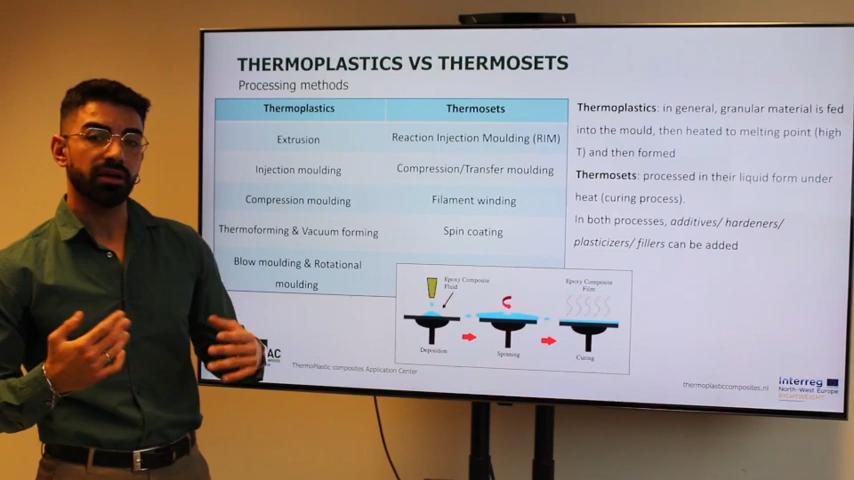 THERMOPLASTICS VS THERMOSETS
Processing methods
Thermoplastics
Thermosets
Extrusion
Reaction Injection Moulding (RIM)
Injection moulding
Compression/Transfer moulding
Compression moulding
Filament winding
Thermoforming & Vacuum forming
Spin coating
Blow moulding & Rotational
moulding
Thermoplastics: in general, granular material is fed
into the mould, then heated to melting point (high
T) and then formed
Thermosets: processed in their liquid form under
heat (curing process).
In both processes, additives/ hardeners/
plasticizers/ fillers can be added
Epoxy Composite
Fluid
Epoxy Composite
Film
Deposition
Spinning
Curing
AC
ThermoPlastic composites Application Center
thermoplasticcomposites.nl
Interreg
North-West Europe
RIGHTWEIGHT